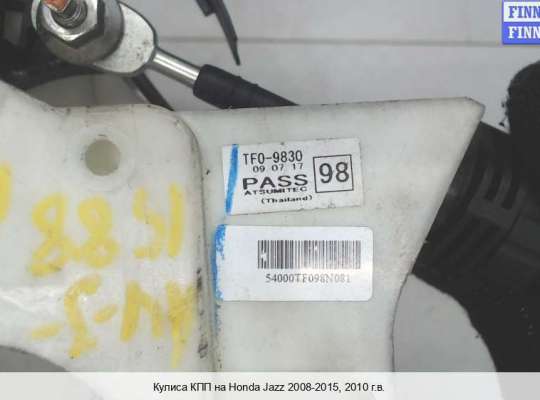 FINN
FINN
TF0-9830
09.07.17
PASS 98
ATSUMITEC
(Thailand)
54000TF098N081
1588
Кулиса КПП на Honda Jazz 2008-2015, 2010 г.в.